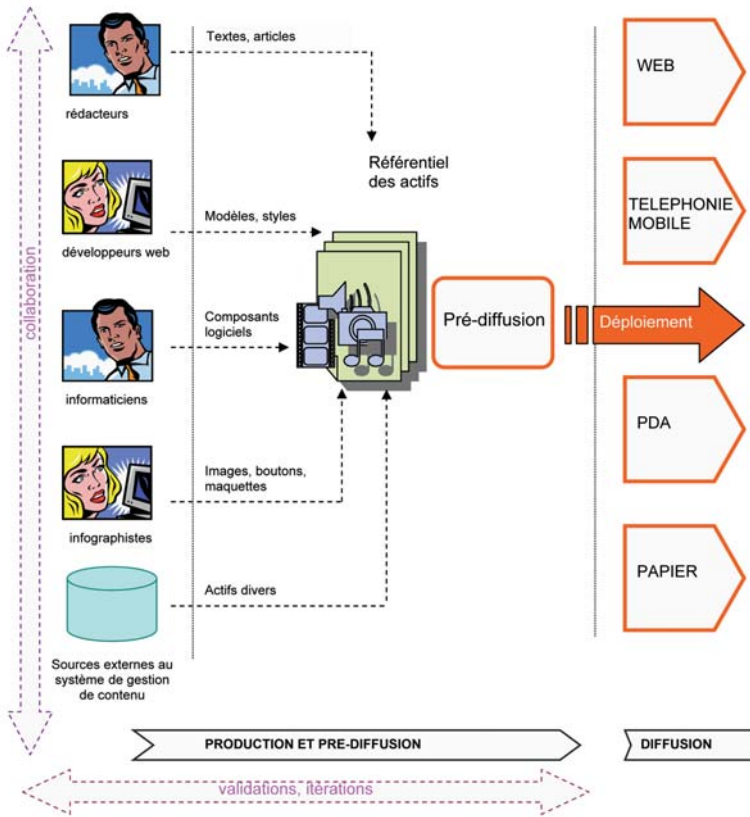 Textes, articles
WEB
rédacteurs
Référentiel
des actifs
TELEPHONIE
MOBILE
Modèles, styles
développeurs web
collaboration
Composants
logiciels
Pré-diffusion
Déploiement
informaticiens
PDA
Images, boutons,
maquettes
infographistes
PAPIER
Actifs divers
Sources externes au
système de gestion
de contenu
PRODUCTION ET PRE-DIFFUSION
DIFFUSION
validations, itérations